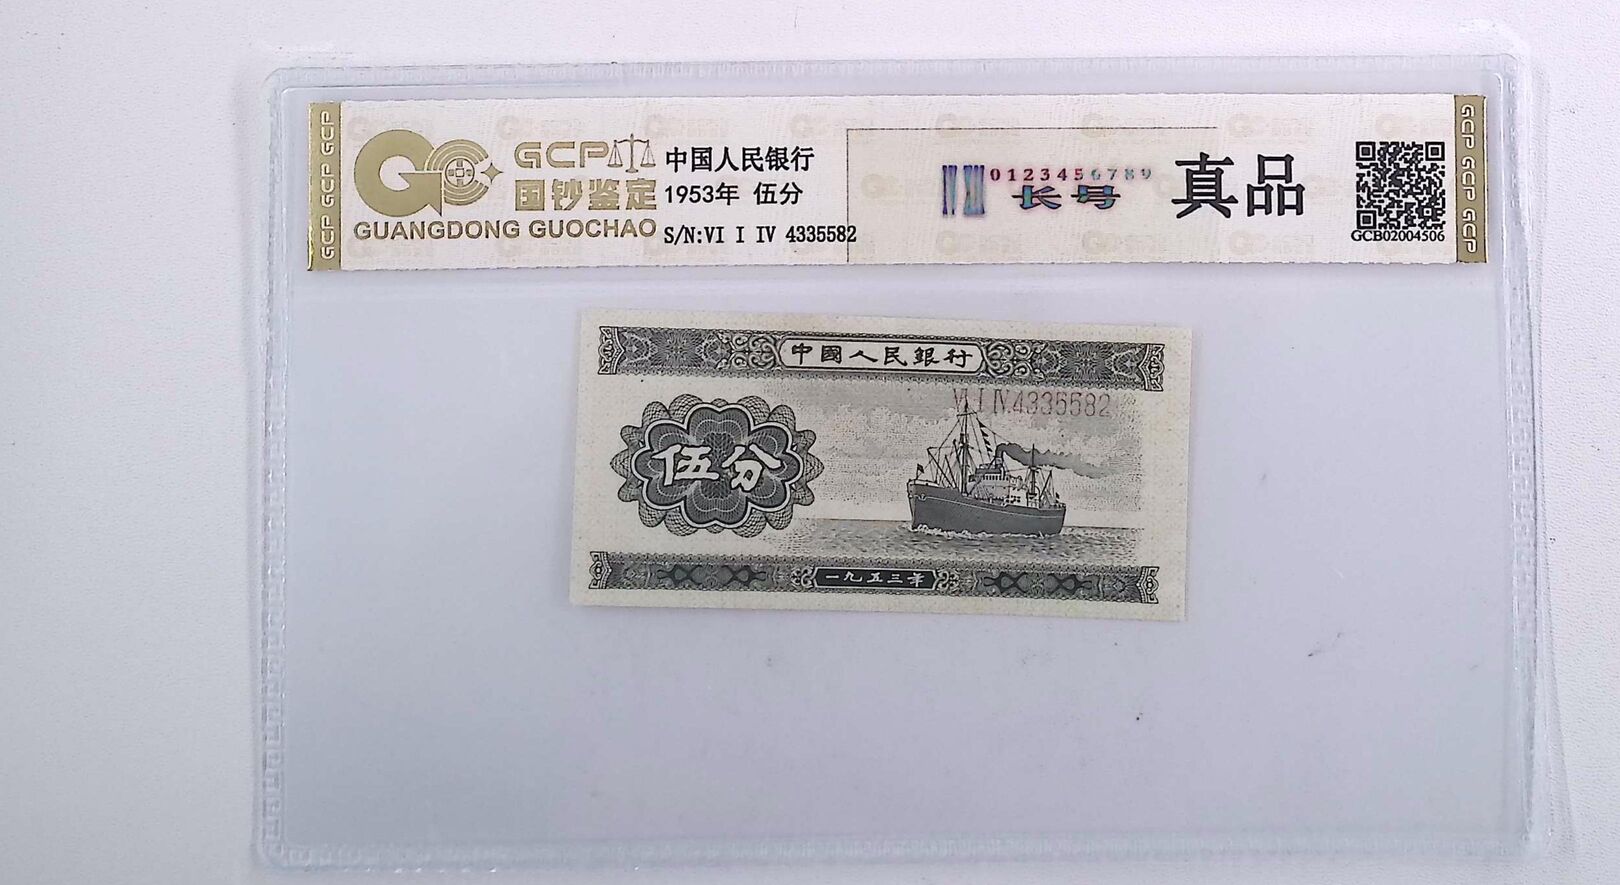 GCP GCP GCP
GC GCP
国钞鉴定
GUANGDONG GUOCHAO
中国人民银行
1953年 伍分
S/N:VI I IV 4335582
0123456789
长号
真品
GCB02004506
GCP GCP GCP
中國人民銀行
VI I IV 4335582
伍分
一九五三年